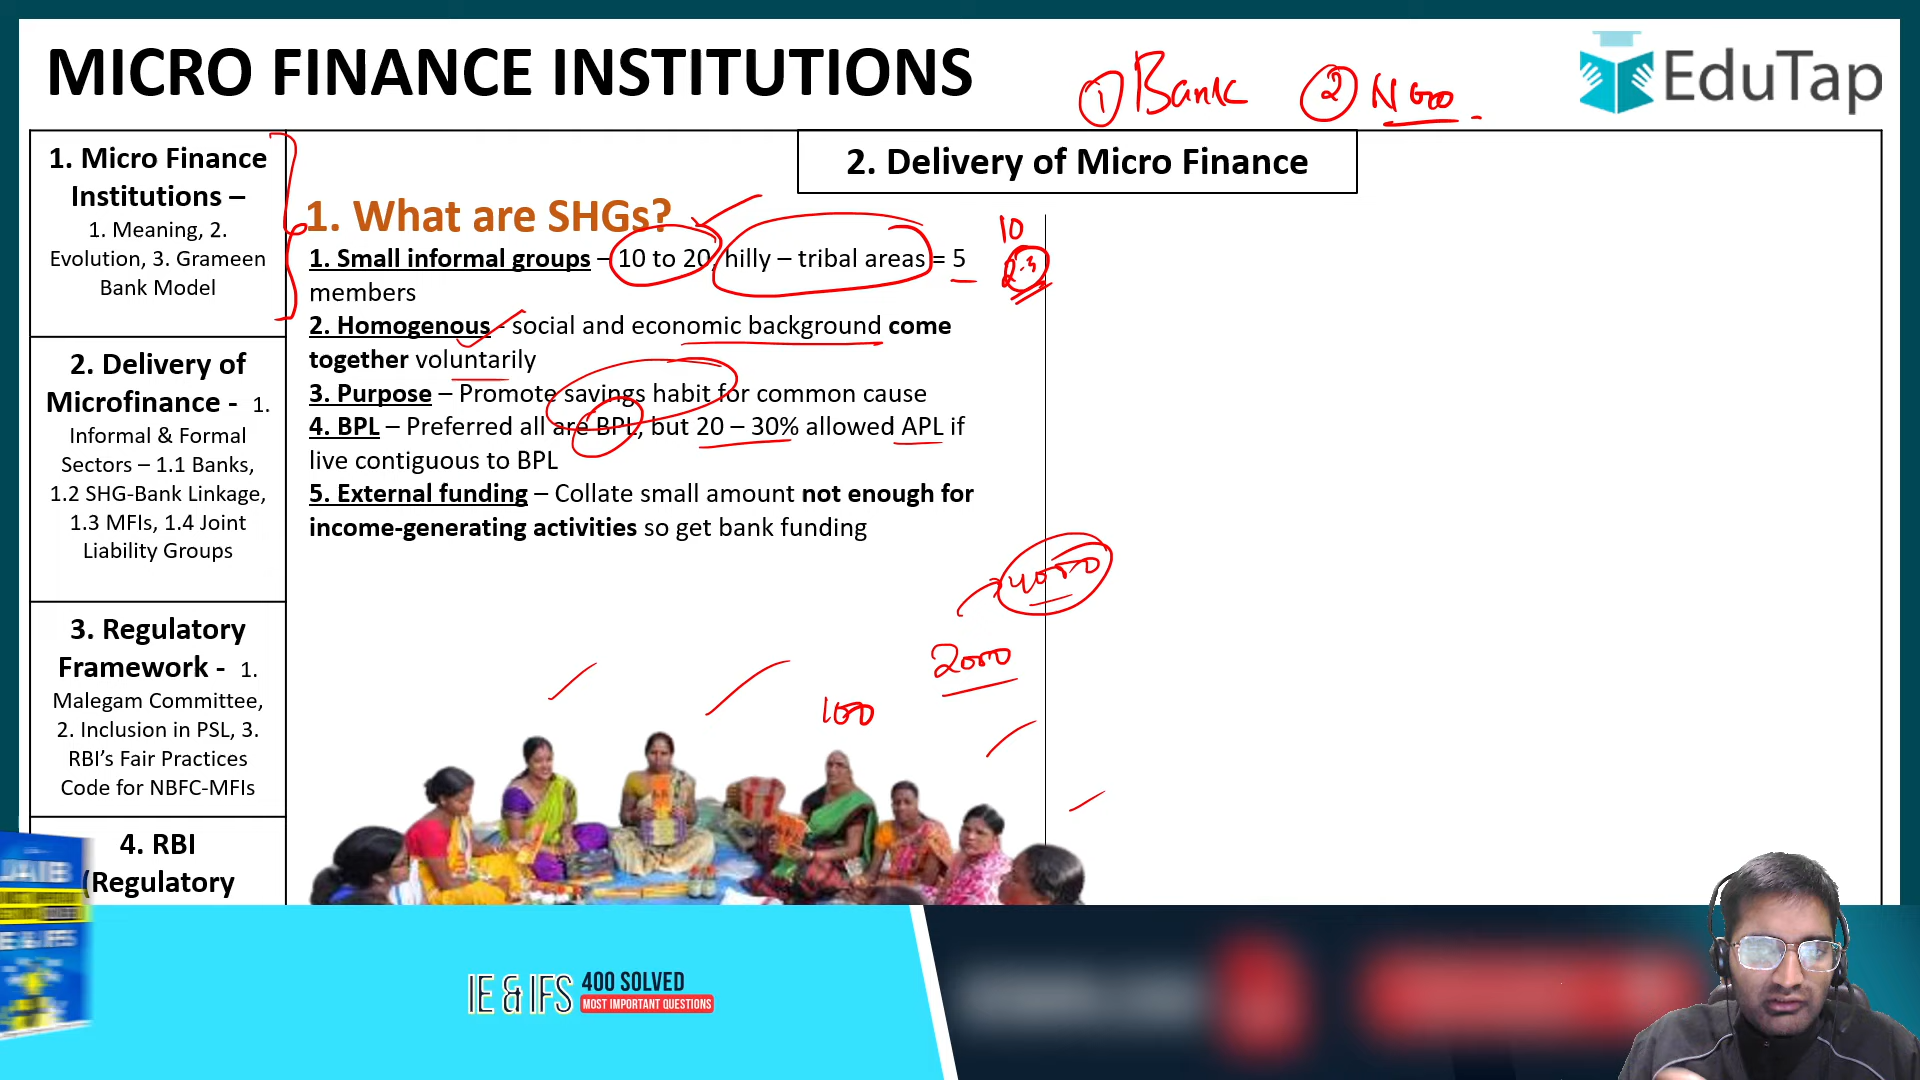 MICRO FINANCE INSTITUTIONS
① Bank ② NGO
EduTap
1. Micro Finance
Institutions –
1. Meaning, 2.
Evolution, 3. Grameen
Bank Model
2. Delivery of
Microfinance - 1.
Informal & Formal
Sectors – 1.1 Banks,
1.2 SHG-Bank Linkage,
1.3 MFIs, 1.4 Joint
Liability Groups
3. Regulatory
Framework - 1.
Malegam Committee,
2. Inclusion in PSL, 3.
RBI’s Fair Practices
Code for NBFC-MFIs
4. RBI
(Regulatory
2. Delivery of Micro Finance
1. What are SHGs?
1. Small informal groups – 10 to 20, hilly – tribal areas = 5
members
10
2. Homogenous - social and economic background come
together voluntarily
3. Purpose – Promote savings habit for common cause
4. BPL – Preferred all are BPL, but 20 – 30% allowed APL if
live contiguous to BPL
5. External funding – Collate small amount not enough for
income-generating activities so get bank funding
2000
100
JAIIB
IE & IFS
IE & IFS
400 SOLVED
MOST IMPORTANT QUESTIONS